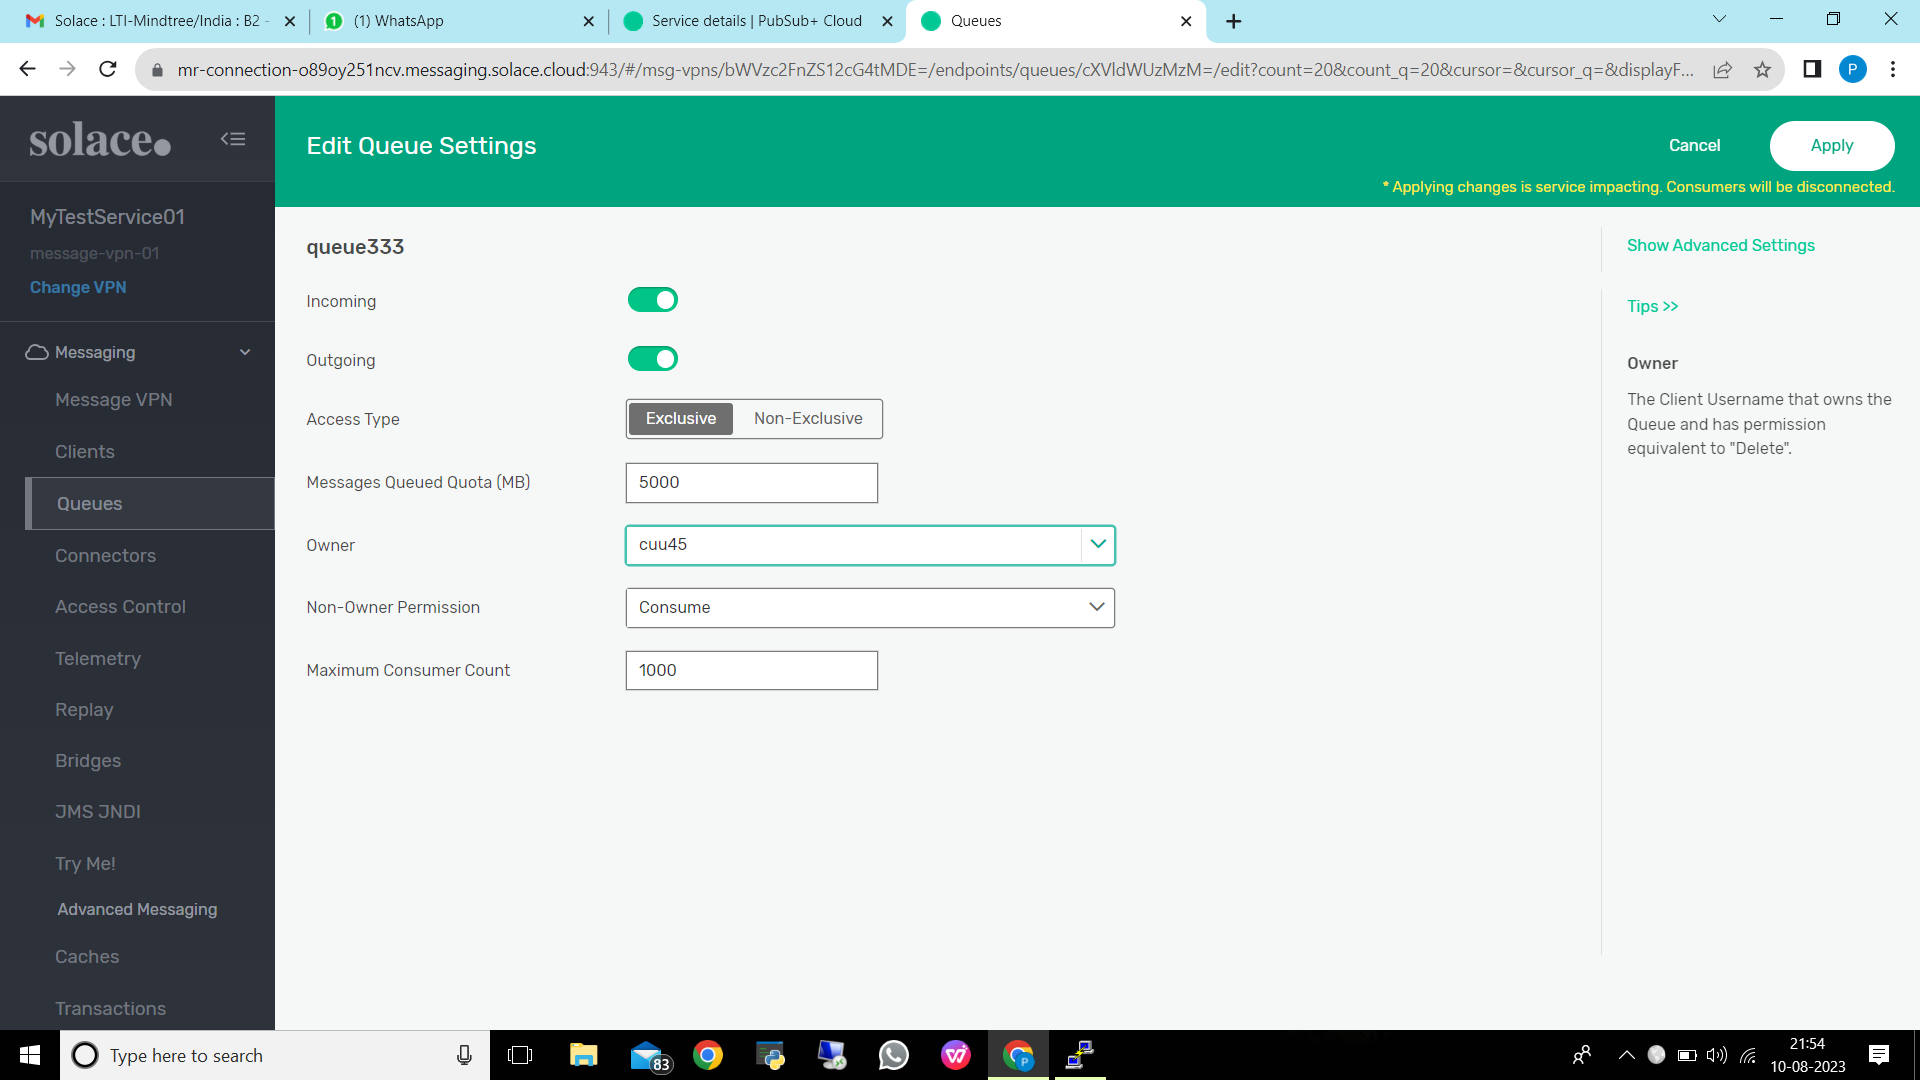 Solace : LTI-Mindtree/India : B2 -
(1) WhatsApp
Service details | PubSub+ Cloud
Queues
mr-connection-o89oy251ncv.messaging.solace.cloud:943/#/msg-vpns/bWVzc2FnZS12cG4tMDE=/endpoints/queues/cXVldWUzMzM=/edit?count=20&count_q=20&cursor=&cursor_q=&displayF...
P
solace
Edit Queue Settings
Cancel
Apply
* Applying changes is service impacting. Consumers will be disconnected.
MyTestService01
message-vpn-01
Change VPN
Messaging
Message VPN
Clients
Queues
Connectors
Access Control
Telemetry
Replay
Bridges
JMS JNDI
Try Me!
Advanced Messaging
Caches
Transactions
queue333
Incoming
Outgoing
Access Type
Exclusive
Non-Exclusive
Messages Queued Quota (MB)
5000
Owner
cuu45
Non-Owner Permission
Consume
Maximum Consumer Count
1000
Show Advanced Settings
Tips >>
Owner
The Client Username that owns the
Queue and has permission
equivalent to "Delete".
Type here to search
83
P
21:54
10-08-2023